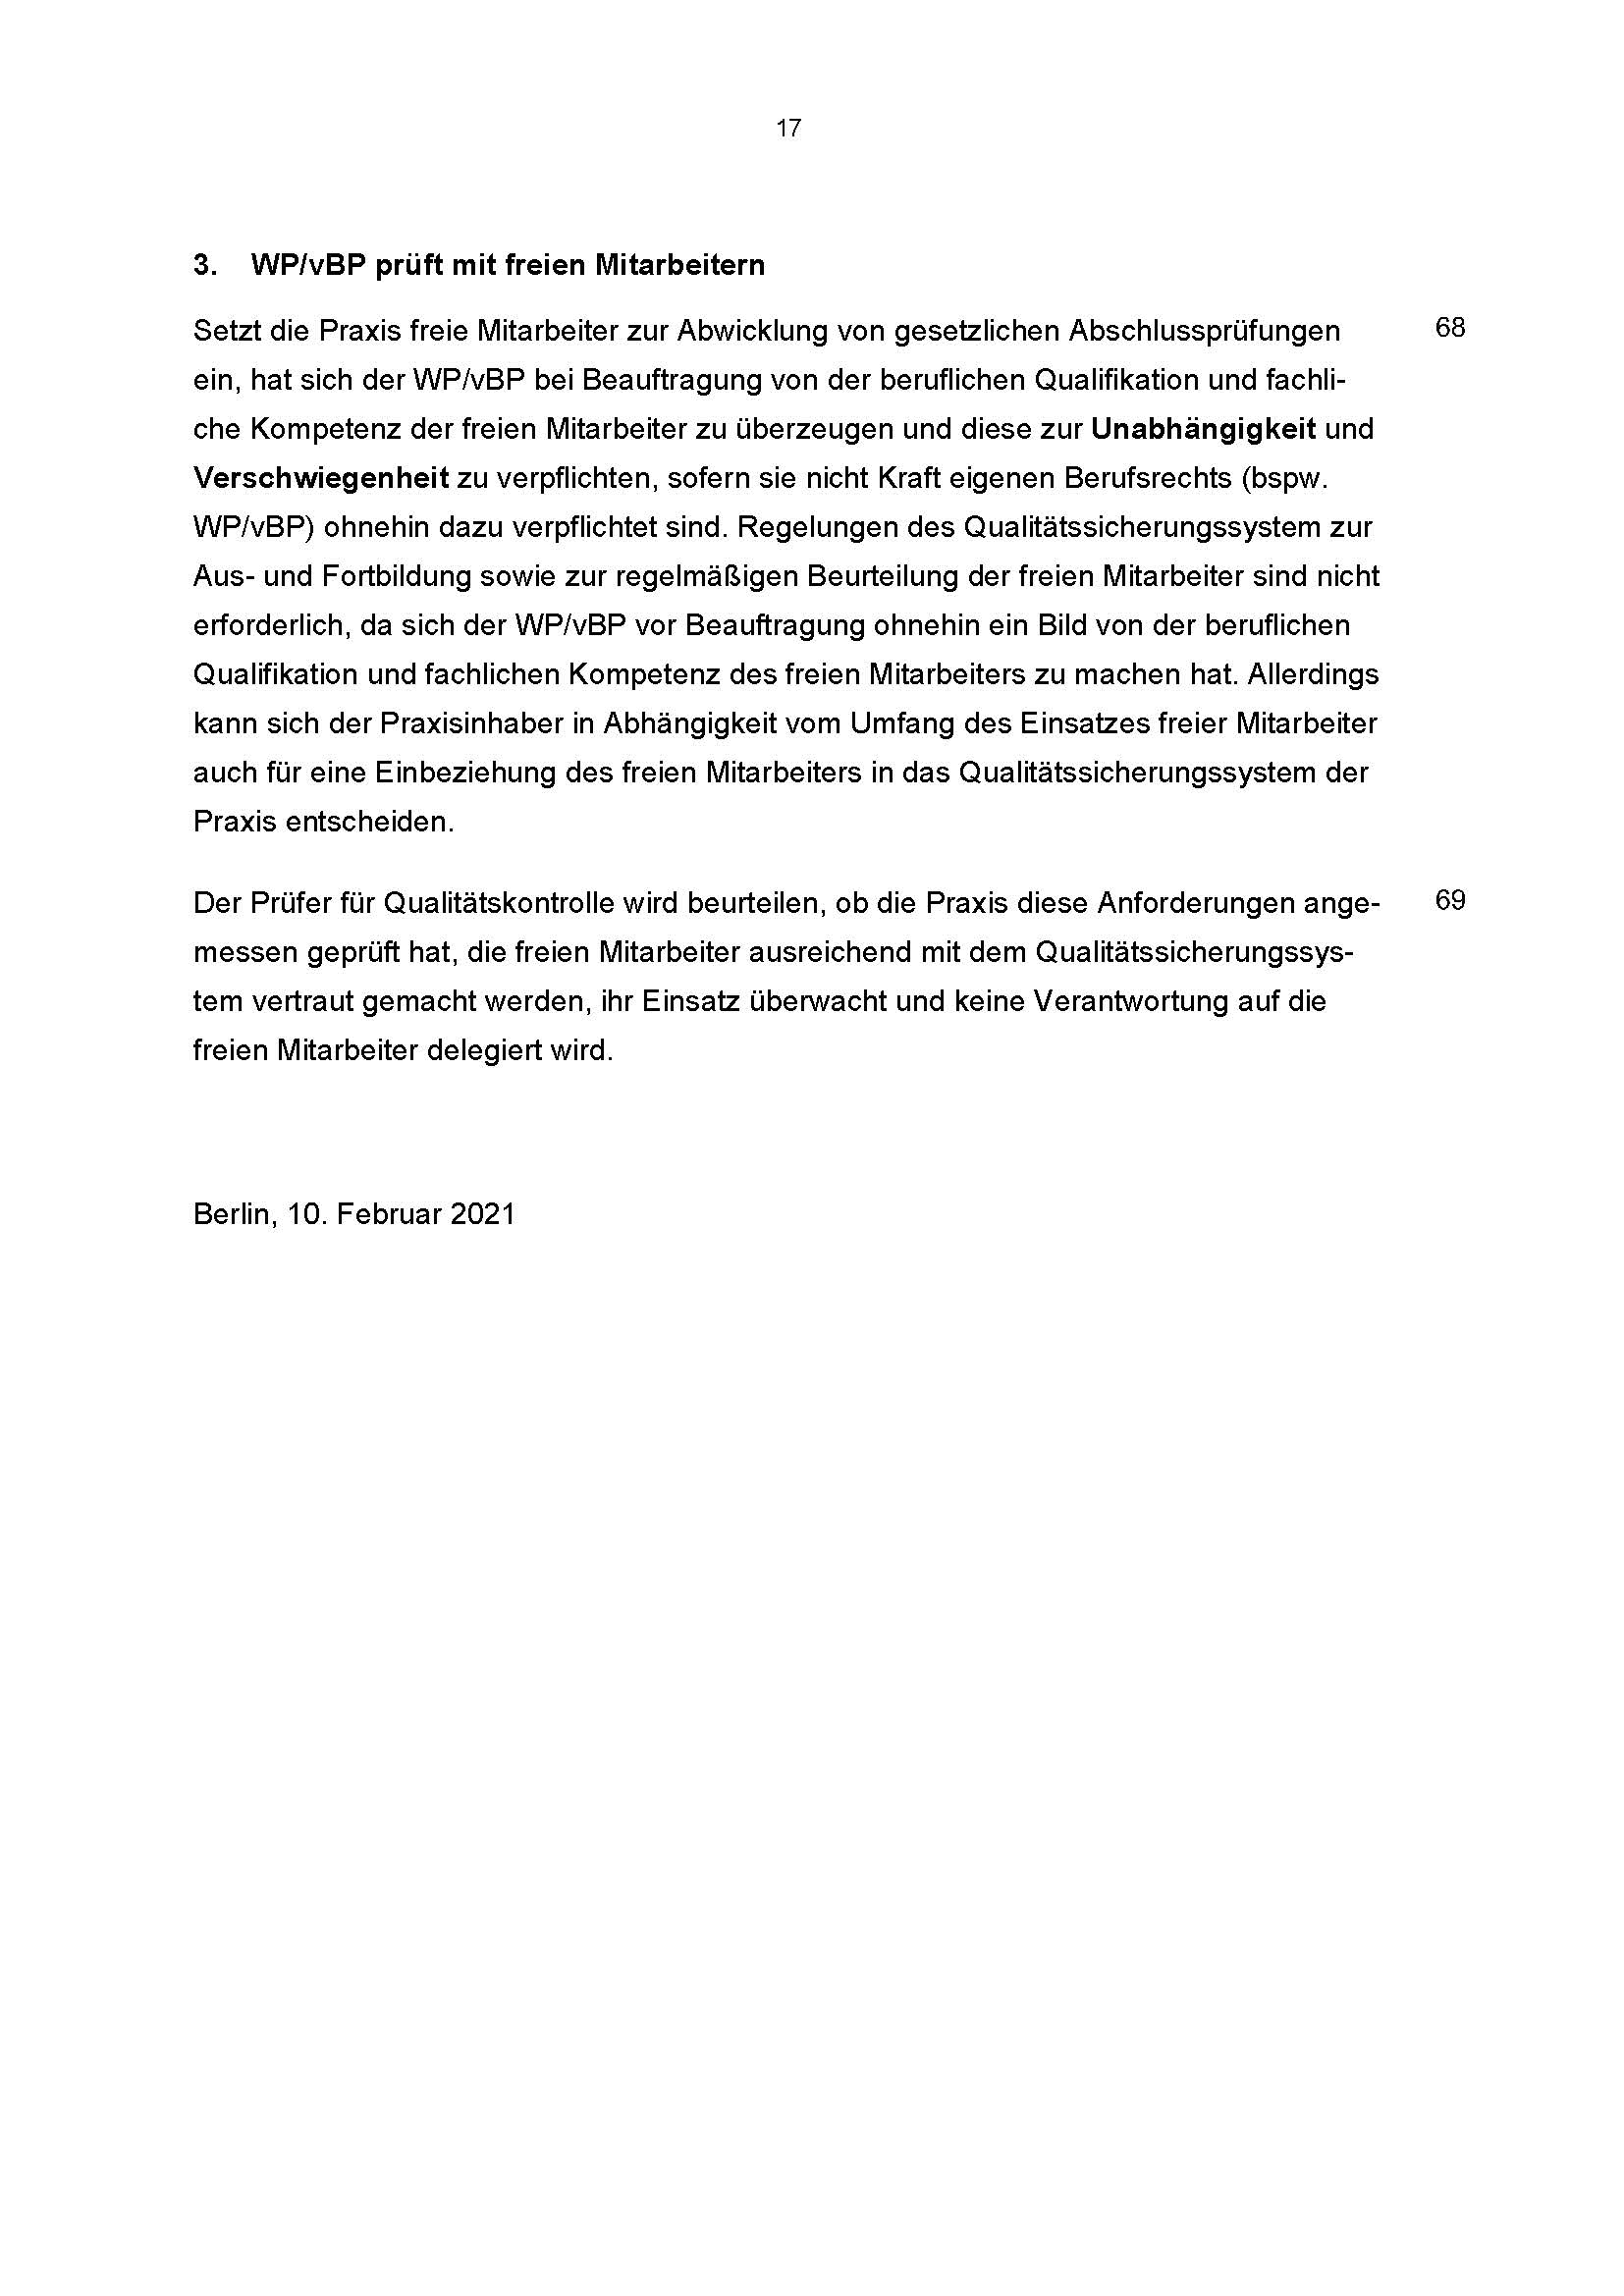 17
3. WP/vBP prüft mit freien Mitarbeitern
Setzt die Praxis freie Mitarbeiter zur Abwicklung von gesetzlichen Abschlussprüfungen 68
ein, hat sich der WP/vBP bei Beauftragung von der beruflichen Qualifikation und fachli-
che Kompetenz der freien Mitarbeiter zu überzeugen und diese zur Unabhängigkeit und
Verschwiegenheit zu verpflichten, sofern sie nicht Kraft eigenen Berufsrechts (bspw.
WP/vBP) ohnehin dazu verpflichtet sind. Regelungen des Qualitätssicherungssystem zur
Aus- und Fortbildung sowie zur regelmäßigen Beurteilung der freien Mitarbeiter sind nicht
erforderlich, da sich der WP/vBP vor Beauftragung ohnehin ein Bild von der beruflichen
Qualifikation und fachlichen Kompetenz des freien Mitarbeiters zu machen hat. Allerdings
kann sich der Praxisinhaber in Abhängigkeit vom Umfang des Einsatzes freier Mitarbeiter
auch für eine Einbeziehung des freien Mitarbeiters in das Qualitätssicherungssystem der
Praxis entscheiden.
Der Prüfer für Qualitätskontrolle wird beurteilen, ob die Praxis diese Anforderungen ange- 69
messen geprüft hat, die freien Mitarbeiter ausreichend mit dem Qualitätssicherungssys-
tem vertraut gemacht werden, ihr Einsatz überwacht und keine Verantwortung auf die
freien Mitarbeiter delegiert wird.
Berlin, 10. Februar 2021